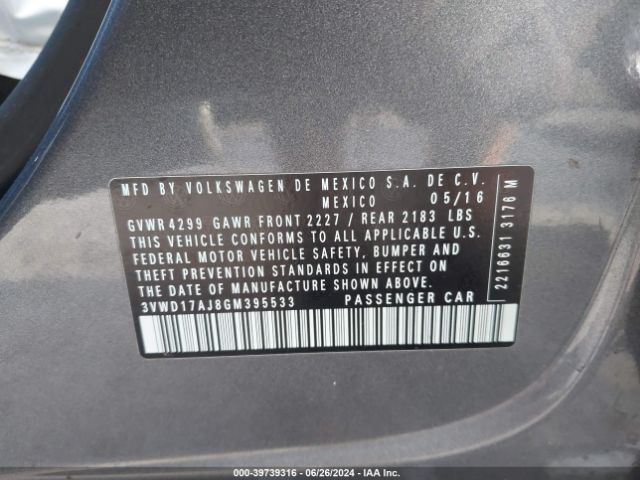 MFD BY VOLKSWAGEN DE MEXICO S.A. DE C.V.
MEXICO 05/16
GVWR 4299 GAWR FRONT 2227 / REAR 2183 LBS
THIS VEHICLE CONFORMS TO ALL APPLICABLE U.S.
FEDERAL MOTOR VEHICLE SAFETY, BUMPER AND
THEFT PREVENTION STANDARDS IN EFFECT ON
THE DATE OF MANUFACTURE SHOWN ABOVE.
3VWD17AJ8GM395533 PASSENGER CAR
2216631 3176 M
000-39739316 | 06/26/2024 | IAAI.COM